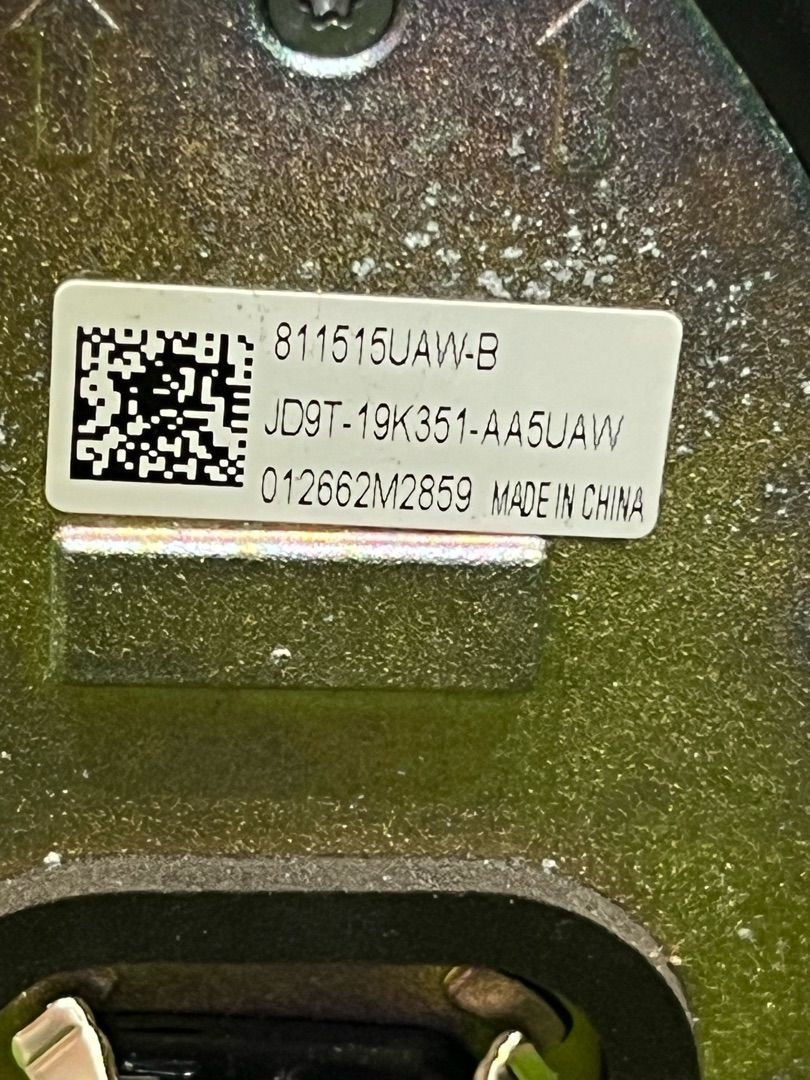 811515UAW-B
JD9T-19K351-AA5UAW
012662M2859 MADE IN CHINA